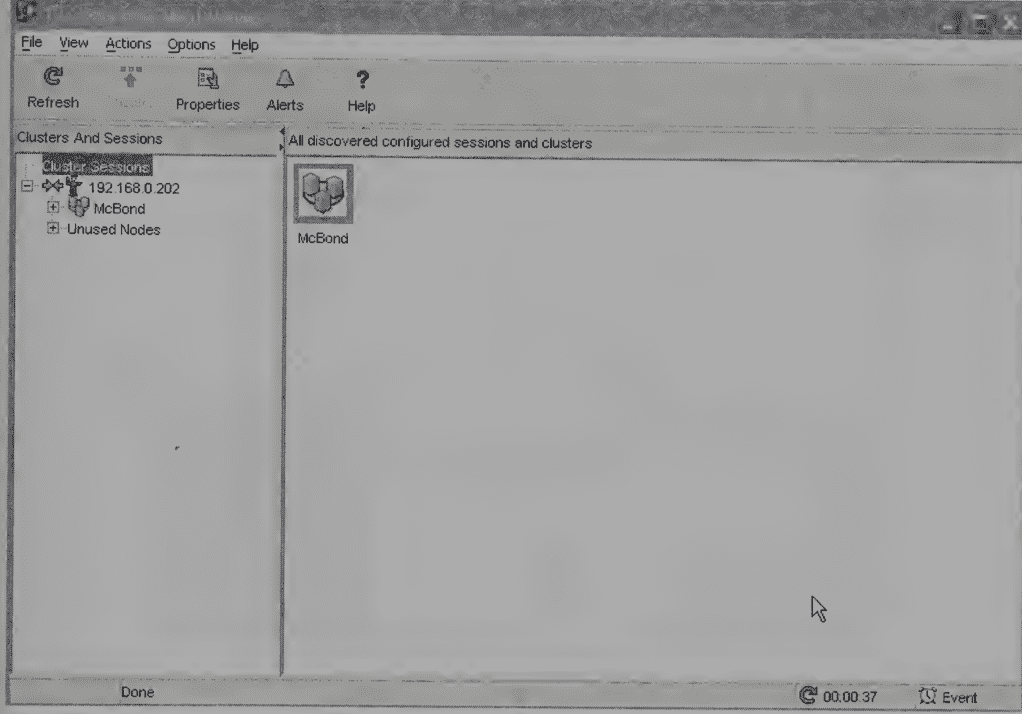 File View Actions Options Help
Refresh Properties Alerts Help
Clusters And Sessions
All discovered configured sessions and clusters
Cluster Sessions
192.168.0.202
McBond
Unused Nodes
McBond
Done
00:00:37
Event